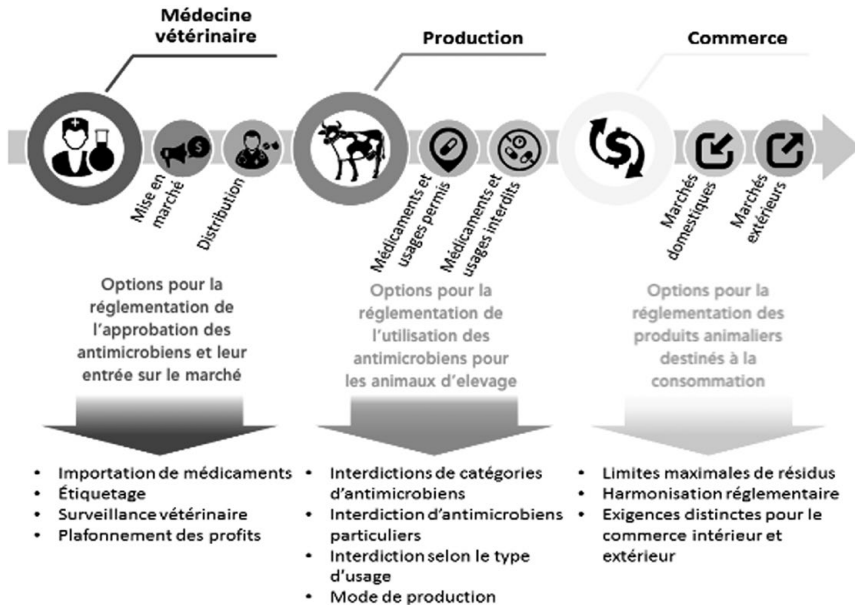 Médecine
vétérinaire
Production
Commerce
$
Mise en
marché
Distribution
Médicaments et
usages permis
Médicaments et
usages interdits
$
Marchés
domestiques
Marchés
extérieurs
Options pour la
réglementation de
l'approbation des
antimicrobiens et leur
entrée sur le marché
Options pour la
réglementation de
l'utilisation des
antimicrobiens pour
les animaux d'elevage
Options pour la
réglementation des
produits animaliers
destinés à la
consommation
• Importation de médicaments
• Étiquetage
• Surveillance vétérinaire
• Plafonnement des profits
• Interdictions de catégories
d'antimicrobiens
• Interdiction d'antimicrobiens
particuliers
• Interdiction selon le type
d'usage
• Mode de production
• Limites maximales de résidus
• Harmonisation réglementaire
• Exigences distinctes pour le
commerce intérieur et
extérieur